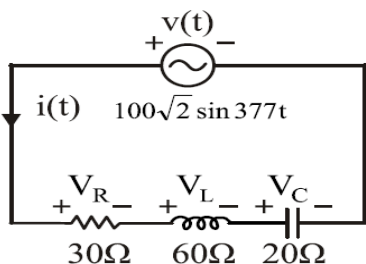 v(t)
+ −
i(t) 100√2 sin 377t
V_R V_L V_C
+ − + − + −
30Ω 60Ω 20Ω